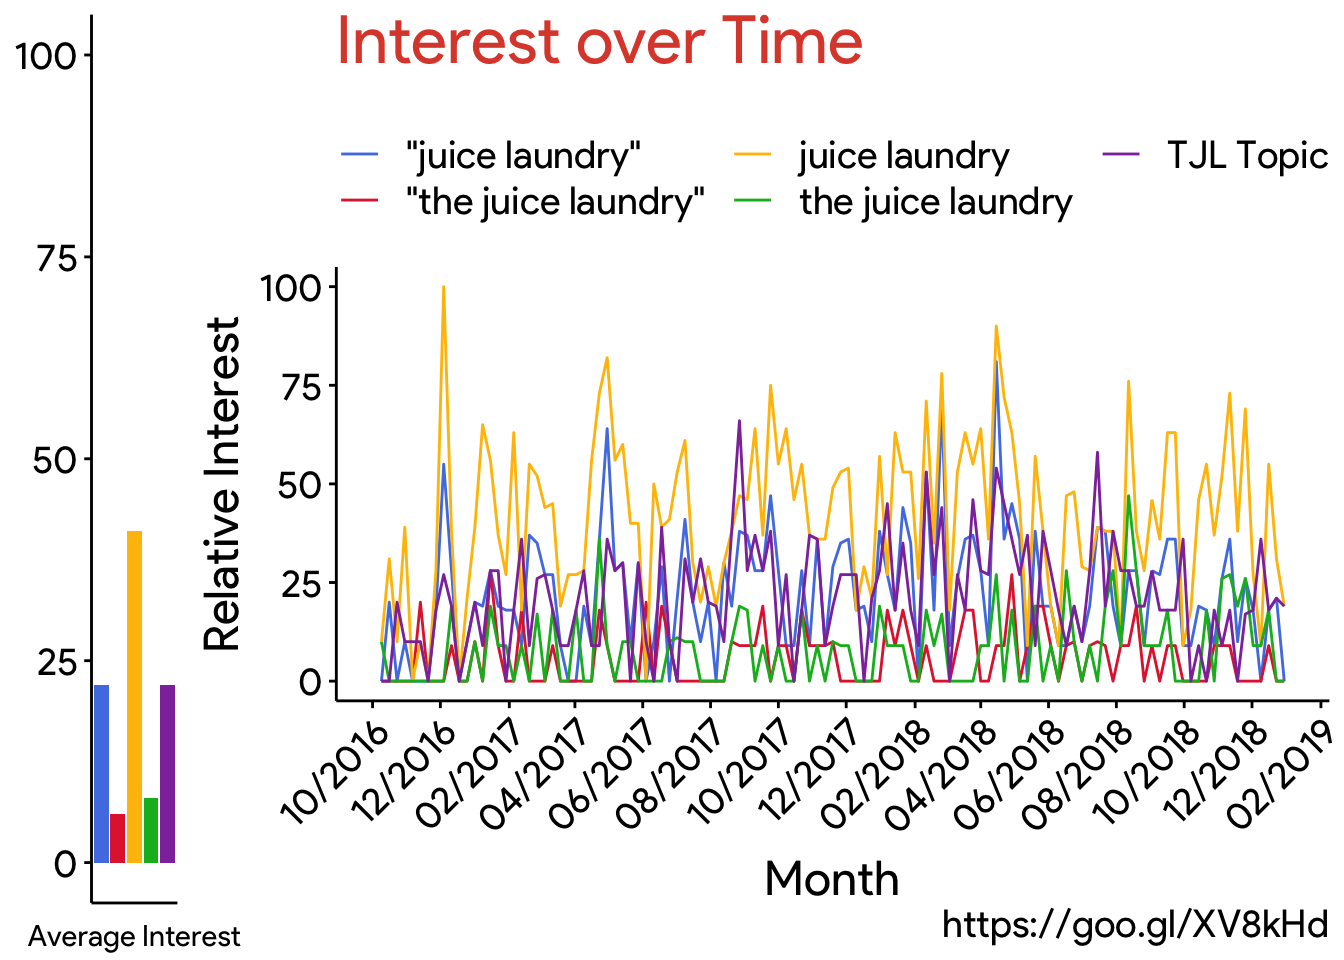 Interest over Time
"juice laundry"
juice laundry
TJL Topic
"the juice laundry"
the juice laundry
100
75
50
25
0
Average Interest
Relative Interest
100
75
50
25
0
10/2016
12/2016
02/2017
04/2017
06/2017
08/2017
10/2017
12/2017
02/2018
04/2018
06/2018
08/2018
10/2018
12/2018
02/2019
Month
https://goo.gl/XV8kHd